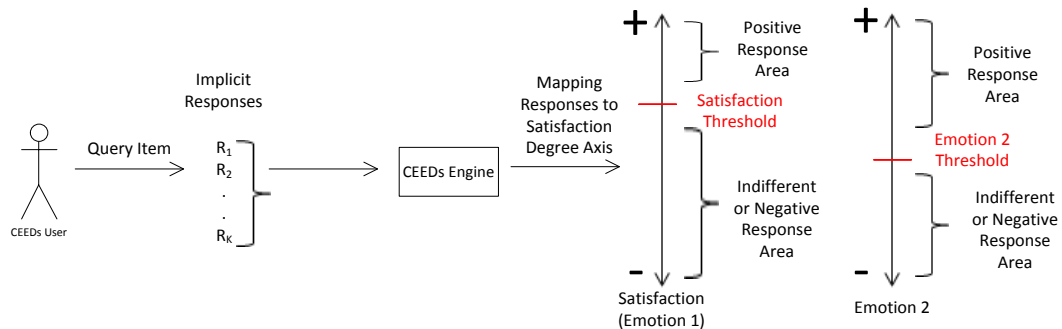 CEEDs User
Query Item
Implicit
Responses
R1
R2
.
.
RK
CEEDs Engine
Mapping
Responses to
Satisfaction
Degree Axis
+
Positive
Response
Area
Satisfaction
Threshold
Indifferent
or Negative
Response
Area
-
Satisfaction
(Emotion 1)
+
Positive
Response
Area
Emotion 2
Threshold
Indifferent
or Negative
Response
Area
-
Emotion 2